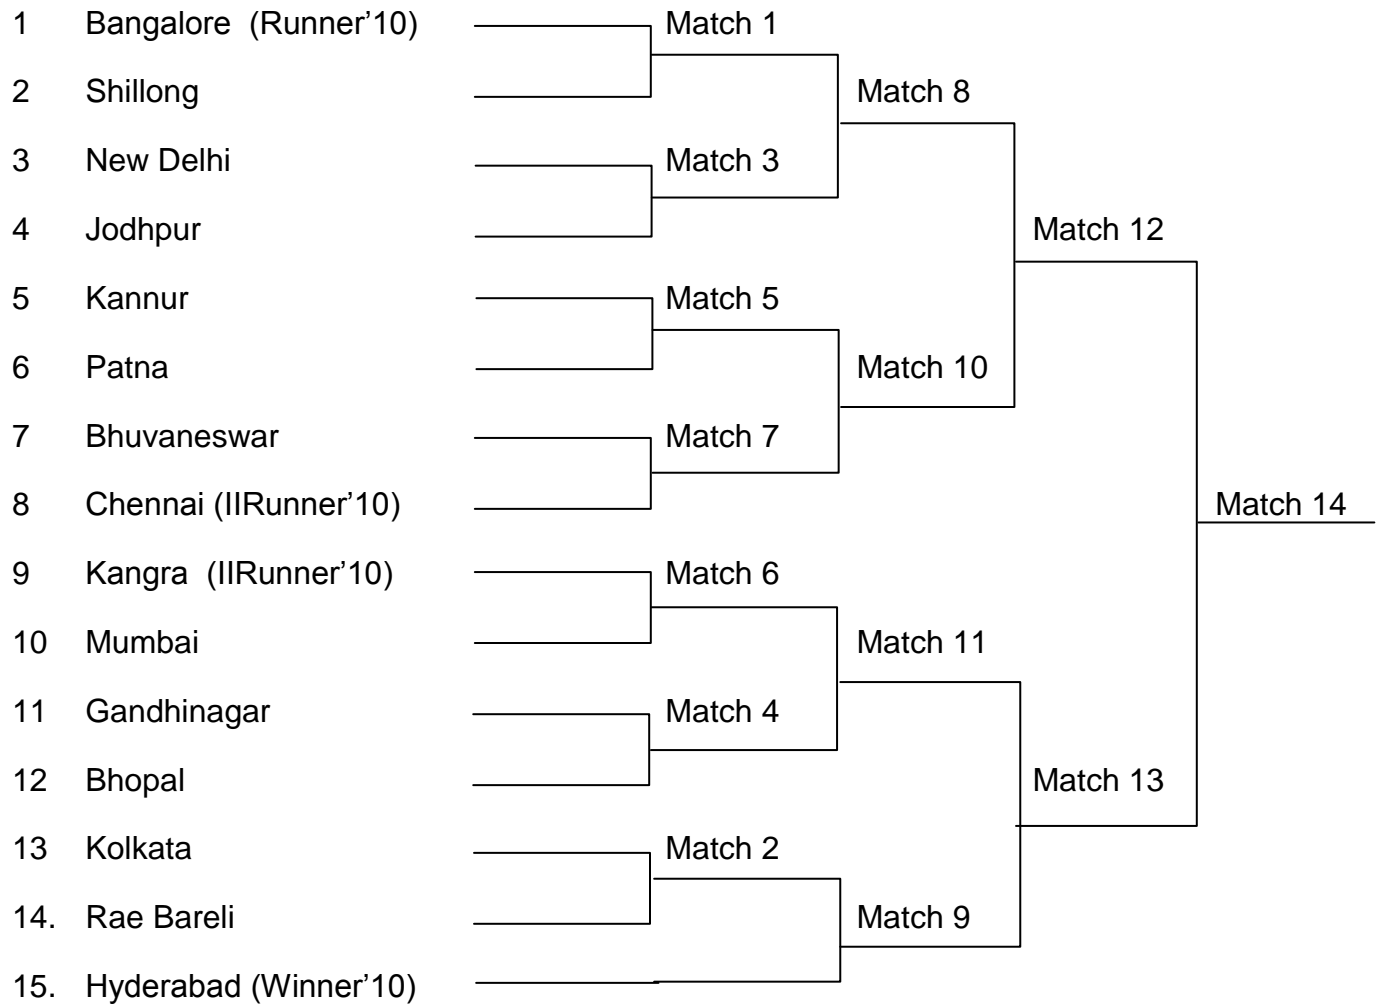 1 Bangalore (Runner’10) Match 1
2 Shillong Match 8
3 New Delhi Match 3
4 Jodhpur Match 12
5 Kannur Match 5
6 Patna Match 10
7 Bhuvaneswar Match 7
8 Chennai (IIRunner’10) Match 14
9 Kangra (IIRunner’10) Match 6
10 Mumbai Match 11
11 Gandhinagar Match 4
12 Bhopal Match 13
13 Kolkata Match 2
14. Rae Bareli Match 9
15. Hyderabad (Winner’10)